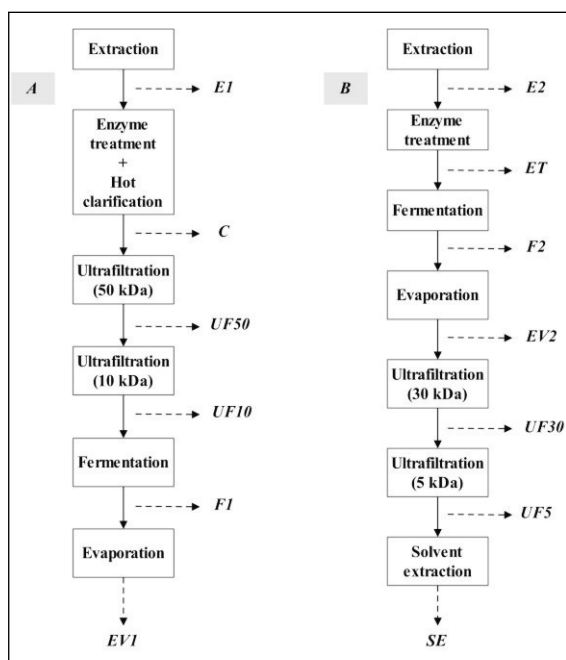 A
Extraction
E1
Enzyme
treatment
+
Hot
clarification
C
Ultrafiltration
(50 kDa)
UF50
Ultrafiltration
(10 kDa)
UF10
Fermentation
F1
Evaporation
EV1
B
Extraction
E2
Enzyme
treatment
ET
Fermentation
F2
Evaporation
EV2
Ultrafiltration
(30 kDa)
UF30
Ultrafiltration
(5 kDa)
UF5
Solvent
extraction
SE